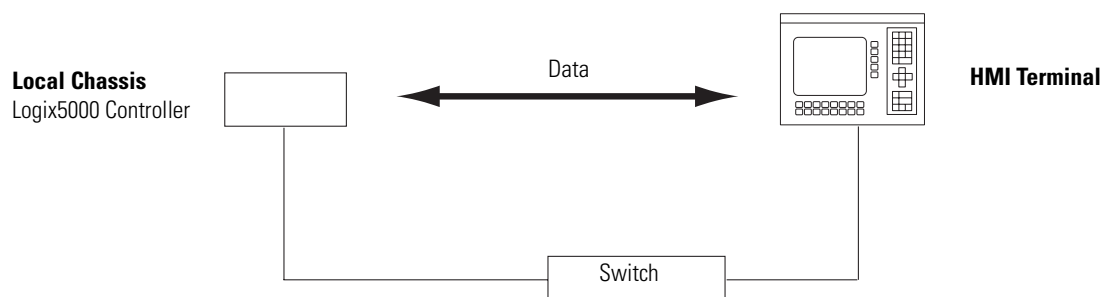 Local Chassis
Logix5000 Controller
Data
HMI Terminal
Switch